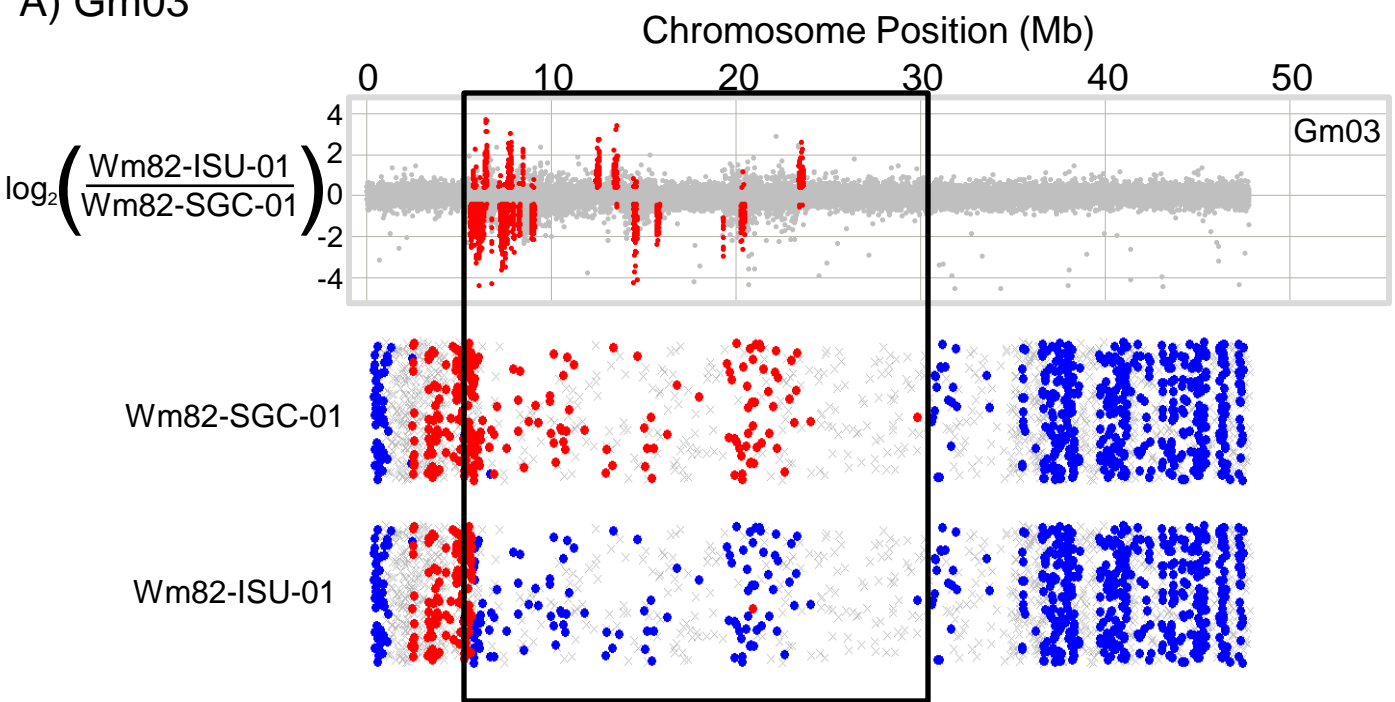 A) Gm03
Chromosome Position (Mb)
0 10 20 30 40 50
4
2
0
-2
-4
Gm03
log2(Wm82-ISU-01
Wm82-SGC-01)
Wm82-SGC-01
Wm82-ISU-01